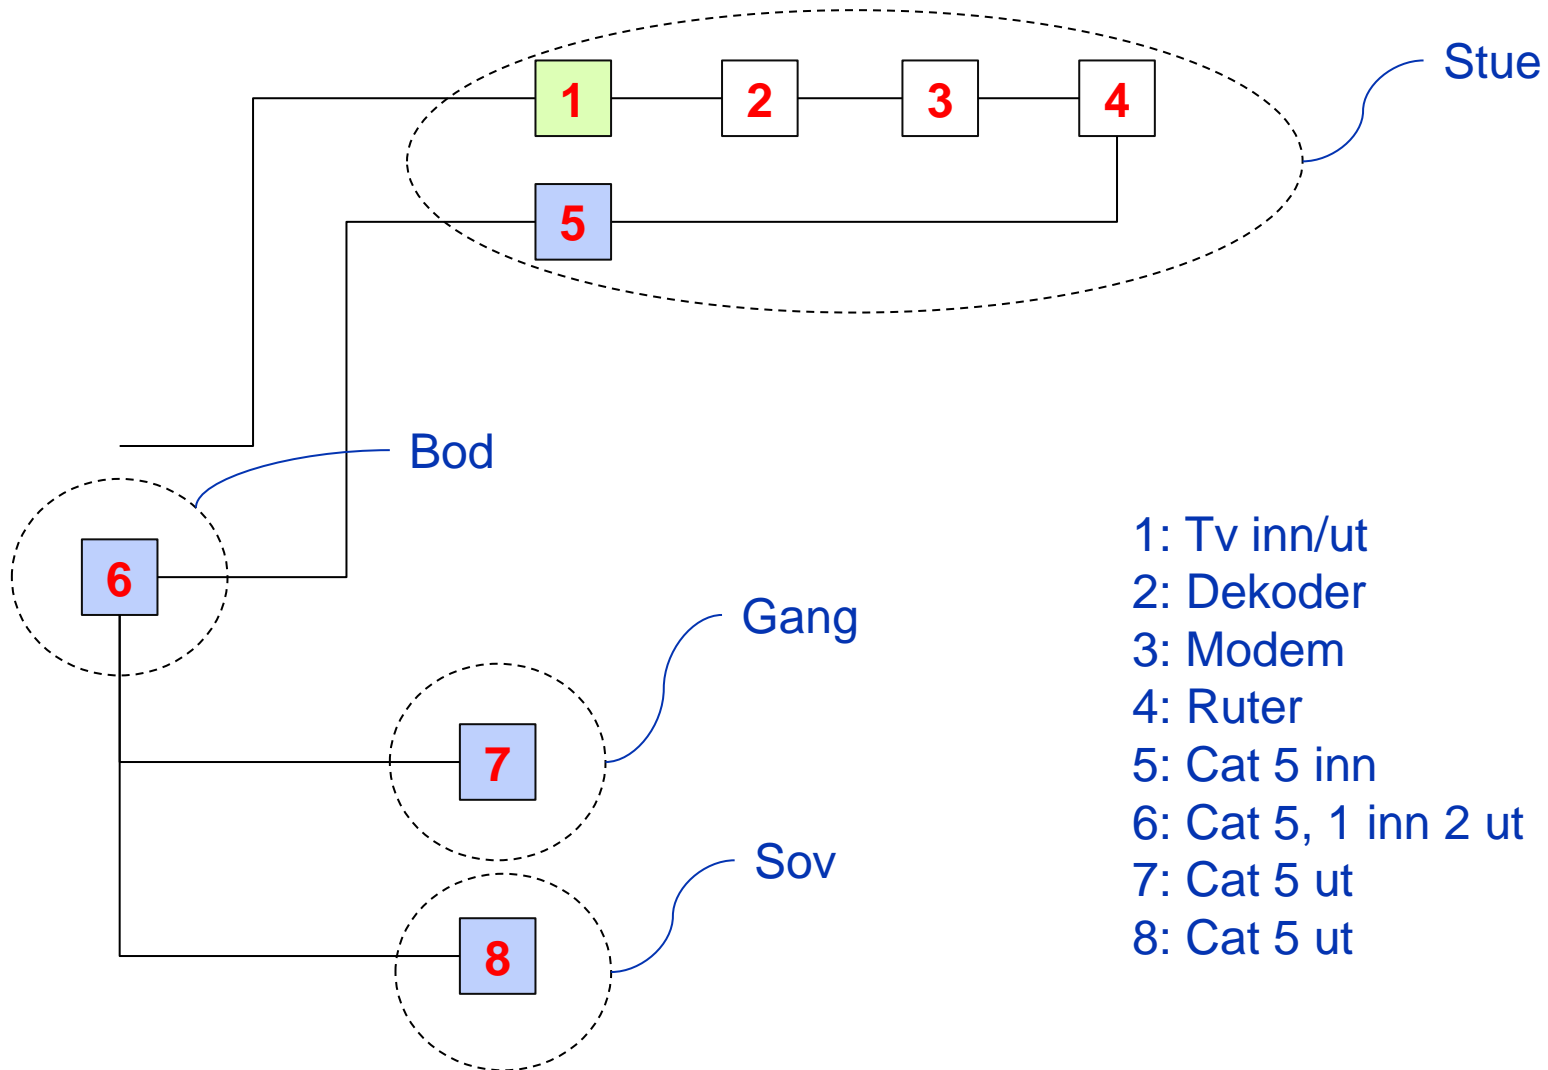 Stue
1
2
3
4
5
Bod
6
Gang
7
Sov
8
1: Tv inn/ut
2: Dekoder
3: Modem
4: Ruter
5: Cat 5 inn
6: Cat 5, 1 inn 2 ut
7: Cat 5 ut
8: Cat 5 ut